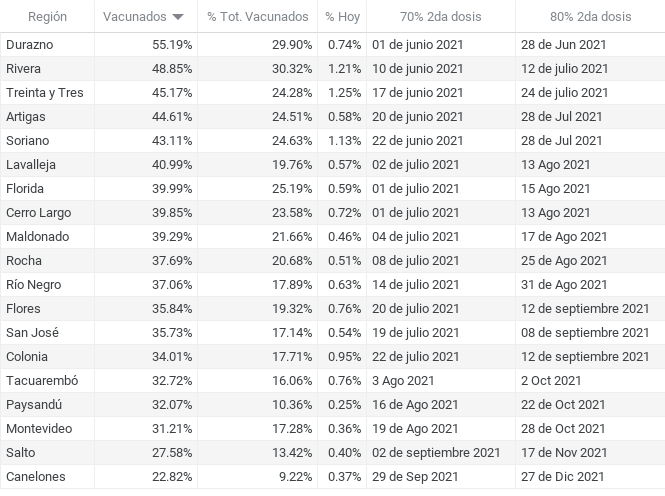 Región Vacunados % Tot. Vacunados % Hoy 70% 2da dosis 80% 2da dosis
Durazno 55.19% 29.90% 0.74% 01 de junio 2021 28 de Jun 2021
Rivera 48.85% 30.32% 1.21% 10 de junio 2021 12 de julio 2021
Treinta y Tres 45.17% 24.28% 1.25% 17 de junio 2021 24 de julio 2021
Artigas 44.61% 24.51% 0.58% 20 de junio 2021 28 de Jul 2021
Soriano 43.11% 24.63% 1.13% 22 de junio 2021 28 de Jul 2021
Lavalleja 40.99% 19.76% 0.57% 02 de julio 2021 13 Ago 2021
Florida 39.99% 25.19% 0.59% 01 de julio 2021 15 Ago 2021
Cerro Largo 39.85% 23.58% 0.72% 01 de julio 2021 13 Ago 2021
Maldonado 39.29% 21.66% 0.46% 04 de julio 2021 17 de Ago 2021
Rocha 37.69% 20.68% 0.51% 08 de julio 2021 25 de Ago 2021
Río Negro 37.06% 17.89% 0.63% 14 de julio 2021 31 de Ago 2021
Flores 35.84% 19.32% 0.76% 20 de julio 2021 12 de septiembre 2021
San José 35.73% 17.14% 0.54% 19 de julio 2021 08 de septiembre 2021
Colonia 34.01% 17.71% 0.95% 22 de julio 2021 12 de septiembre 2021
Tacuarembó 32.72% 16.06% 0.76% 3 Ago 2021 2 Oct 2021
Paysandú 32.07% 10.36% 0.25% 16 de Ago 2021 22 de Oct 2021
Montevideo 31.21% 17.28% 0.36% 19 de Ago 2021 28 de Oct 2021
Salto 27.58% 13.42% 0.40% 02 de septiembre 2021 17 de Nov 2021
Canelones 22.82% 9.22% 0.37% 29 de Sep 2021 27 de Dic 2021